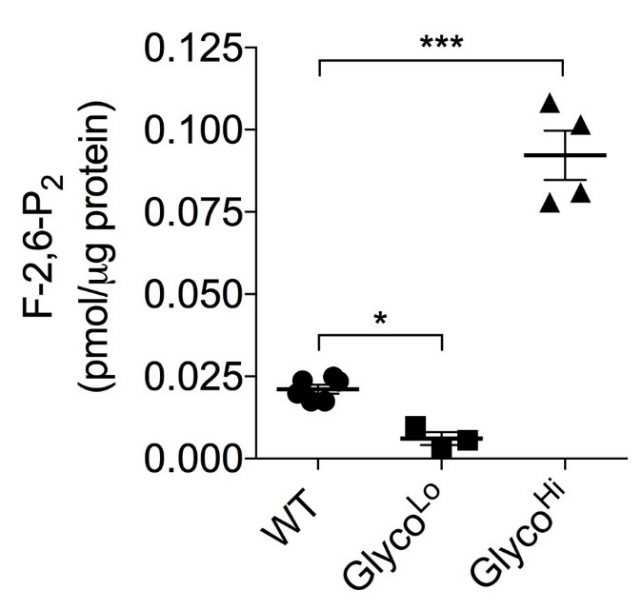 F-2,6-P₂
(pmol/μg protein)
0.125
0.100
0.075
0.050
0.025
0.000
***
*
WT
Glycoᴸᵒ
Glycoᴴⁱ